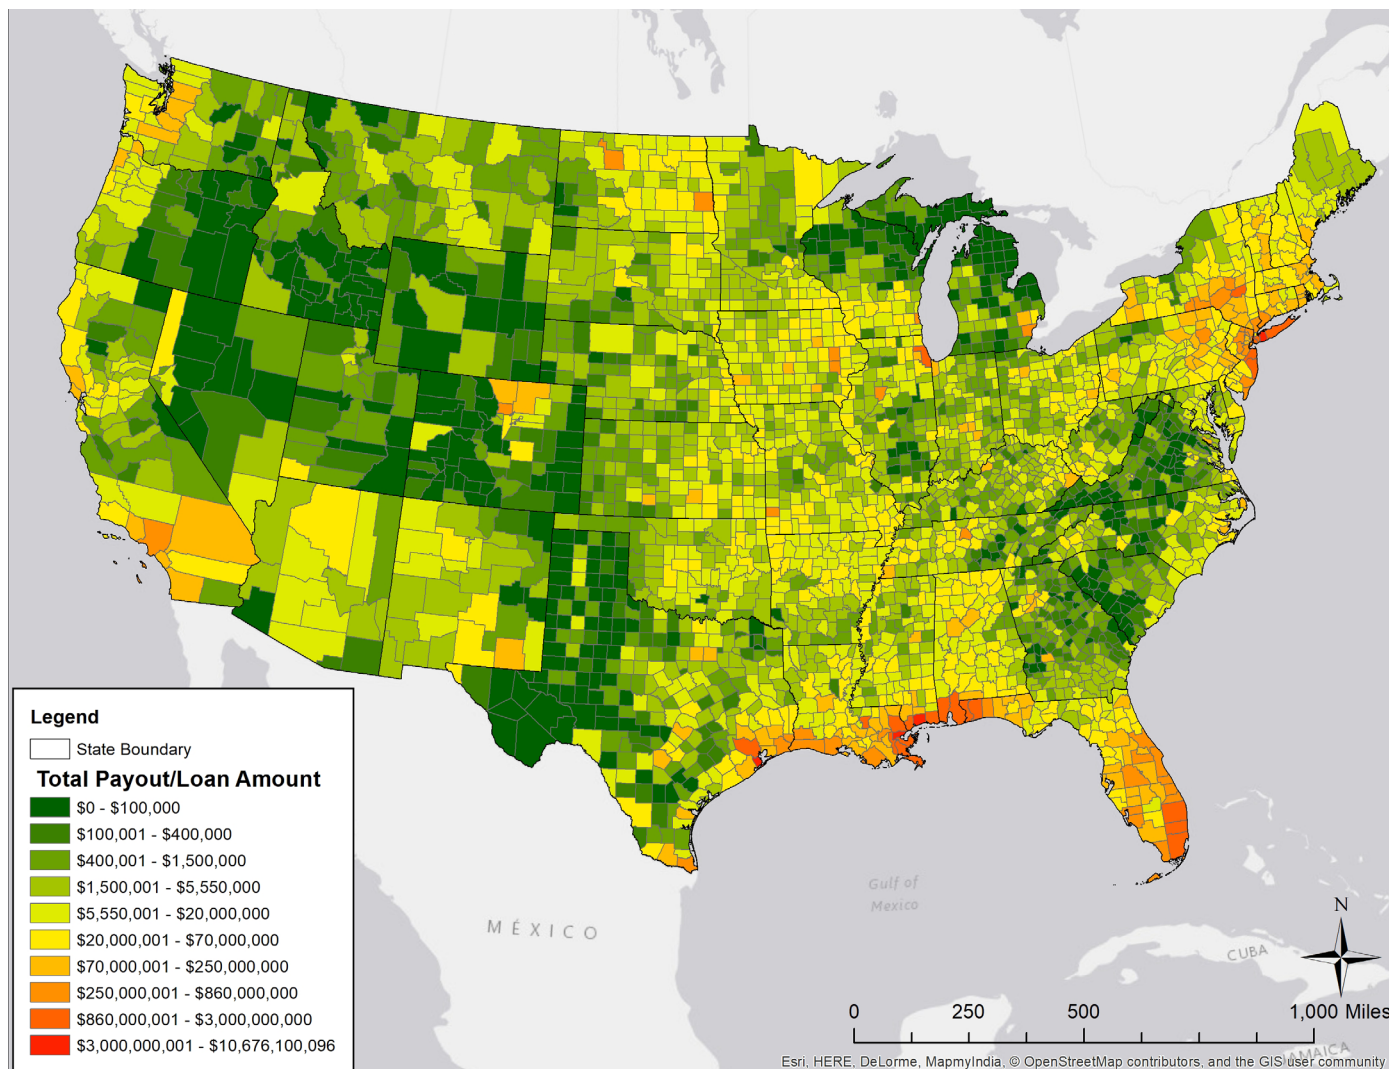 MÉXICO
Gulf of
Mexico
CUBA
N
Legend
State Boundary
Total Payout/Loan Amount
$0 - $100,000
$100,001 - $400,000
$400,001 - $1,500,000
$1,500,001 - $5,550,000
$5,550,001 - $20,000,000
$20,000,001 - $70,000,000
$70,000,001 - $250,000,000
$250,000,001 - $860,000,000
$860,000,001 - $3,000,000,000
$3,000,000,001 - $10,676,100,096
0 250 500 1,000 Miles
JAMAICA
Esri, HERE, DeLorme, MapmyIndia, © OpenStreetMap contributors, and the GIS user community